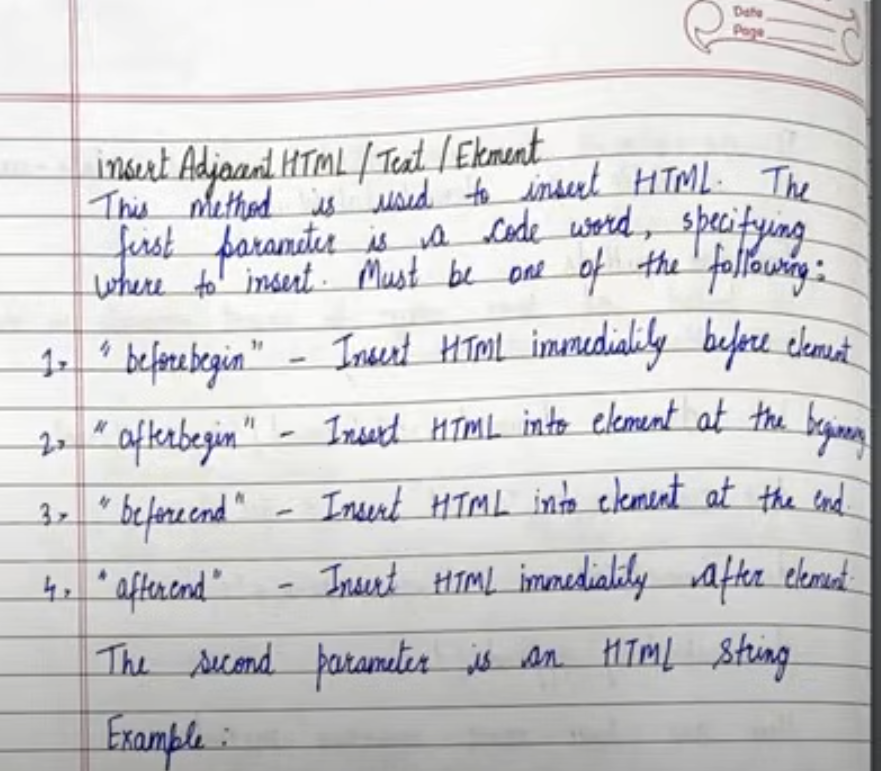 Date
Page
insert Adjacent HTML / Text / Element
This method is used to insert HTML. The
first parameter is a code word, specifying
where to insert. Must be one of the following:
1. "beforebegin" - Insert HTML immedialily before element
2. "afterbegin" - Insert HTML into element at the beginning
3. "beforeend" - Insert HTML into element at the end.
4. "afterend" - Insert HTML immedialily after element.
The second parameter is an HTML string
Example :